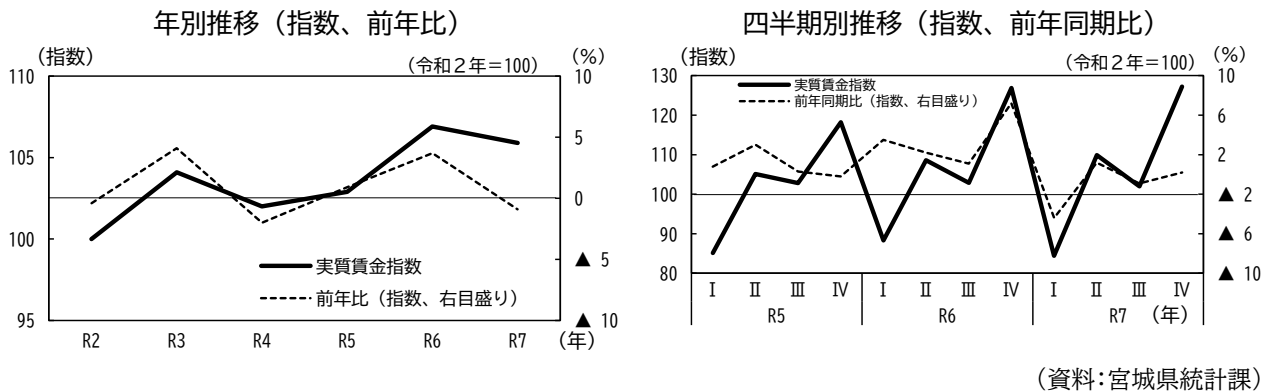 年別推移（指数、前年比）
(指数)
(%)
(令和２年＝100)
110
105
100
95
10
5
0
▲ 5
▲ 10
実質賃金指数
前年比（指数、右目盛り）
R2 R3 R4 R5 R6 R7 (年)
四半期別推移（指数、前年同期比）
(指数)
(%)
(令和２年＝100)
130
120
110
100
90
80
10
6
2
▲ 2
▲ 6
▲ 10
実質賃金指数
前年同期比（指数、右目盛り）
Ⅰ Ⅱ Ⅲ Ⅳ Ⅰ Ⅱ Ⅲ Ⅳ Ⅰ Ⅱ Ⅲ Ⅳ
R5 R6 R7 (年)
（資料：宮城県統計課）